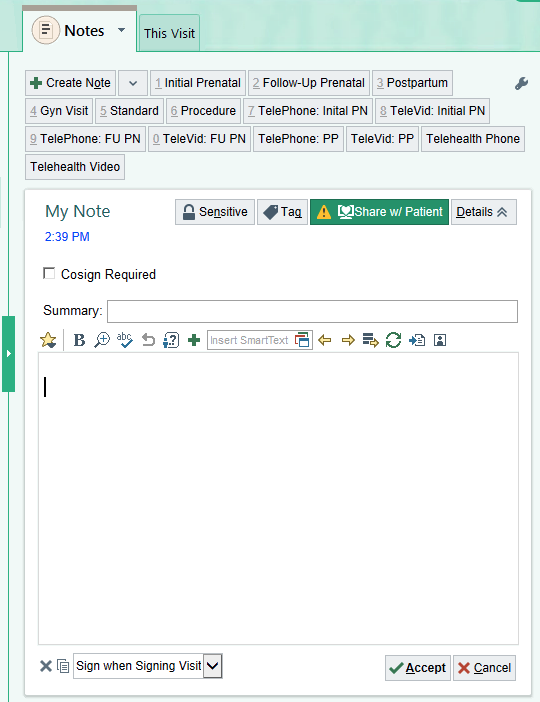 Notes This Visit
Create Note 1 Initial Prenatal 2 Follow-Up Prenatal 3 Postpartum
4 Gyn Visit 5 Standard 6 Procedure 7 TelePhone: Inital PN 8 TeleVid: Initial PN
9 TelePhone: FU PN 0 TeleVid: FU PN TelePhone: PP TeleVid: PP Telehealth Phone
Telehealth Video
My Note Sensitive Tag Share w/ Patient Details
2:39 PM
Cosign Required
Summary:
B abc Insert SmartText
Sign when Signing Visit Accept Cancel